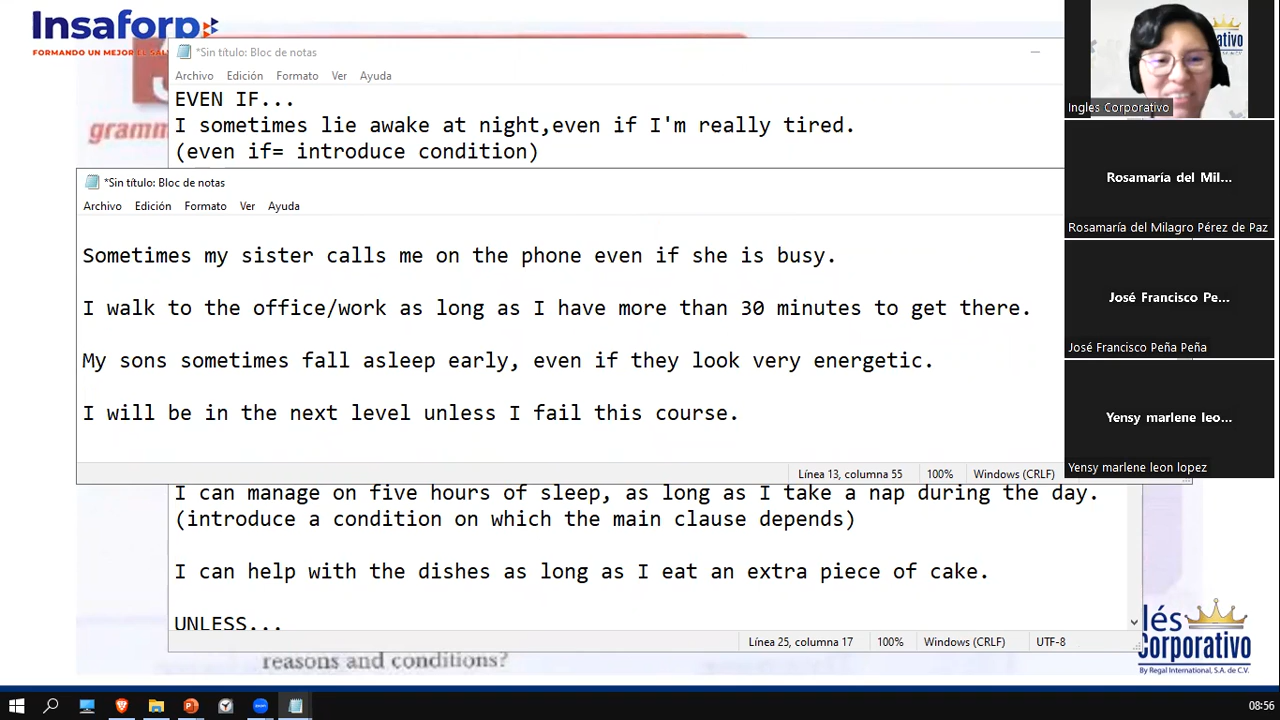 Insaforp
FORMANDO UN MEJOR EL SAL
gramm
*Sin título: Bloc de notas
Archivo Edición Formato Ver Ayuda
EVEN IF...
I sometimes lie awake at night,even if I'm really tired.
(even if= introduce condition)
*Sin título: Bloc de notas
Archivo Edición Formato Ver Ayuda
Sometimes my sister calls me on the phone even if she is busy.
I walk to the office/work as long as I have more than 30 minutes to get there.
My sons sometimes fall asleep early, even if they look very energetic.
I will be in the next level unless I fail this course.
Línea 13, columna 55 100% Windows (CRLF)
I can manage on five hours of sleep, as long as I take a nap during the day.
(introduce a condition on which the main clause depends)
I can help with the dishes as long as I eat an extra piece of cake.
UNLESS...
Línea 25, columna 17 100% Windows (CRLF) UTF-8
reasons and conditions?
és
rativo
Ingles Corporativo
Rosamaría del Mil...
Rosamaría del Milagro Pérez de Paz
José Francisco Pe...
José Francisco Peña Peña
Yensy marlene leo...
Yensy marlene leon lopez
lés
Corporativo
By Regal International, S.A. de C.V.
08:56